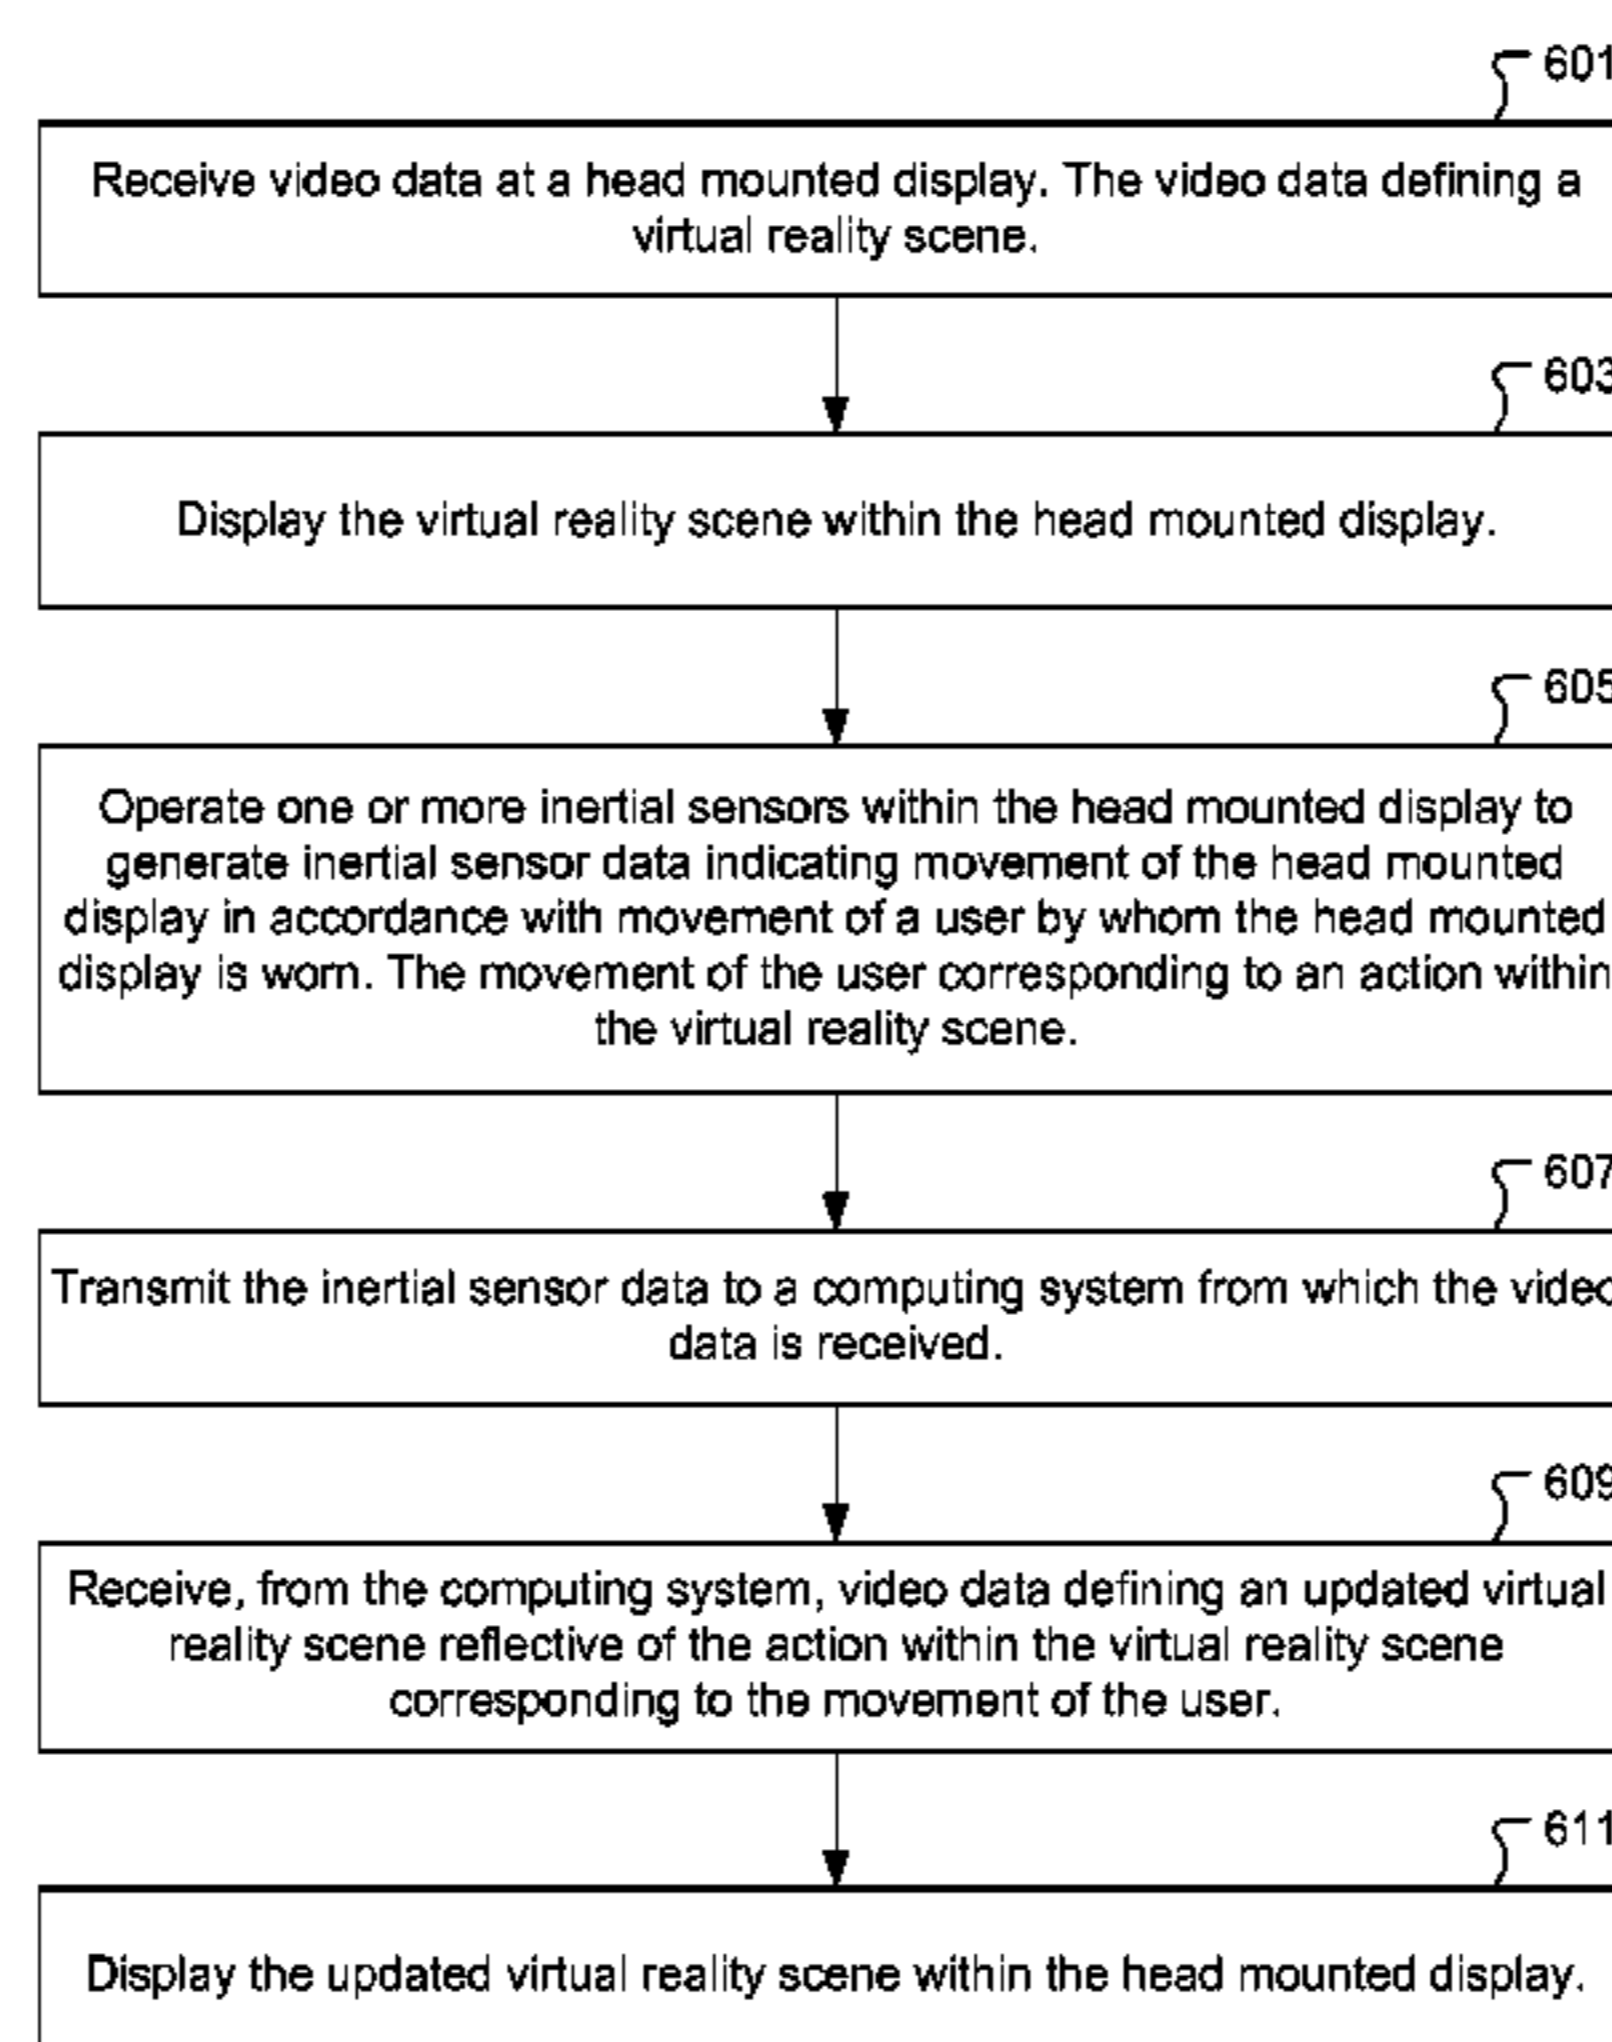 601
Receive video data at a head mounted display. The video data defining a
virtual reality scene.
603
Display the virtual reality scene within the head mounted display.
605
Operate one or more inertial sensors within the head mounted display to
generate inertial sensor data indicating movement of the head mounted
display in accordance with movement of a user by whom the head mounted
display is worn. The movement of the user corresponding to an action within
the virtual reality scene.
607
Transmit the inertial sensor data to a computing system from which the video
data is received.
609
Receive, from the computing system, video data defining an updated virtual
reality scene reflective of the action within the virtual reality scene
corresponding to the movement of the user.
611
Display the updated virtual reality scene within the head mounted display.